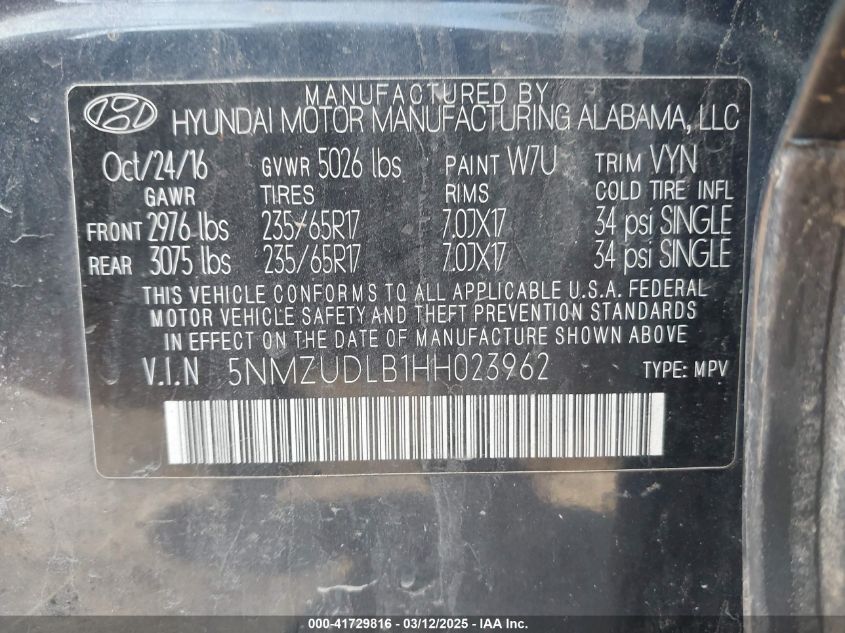 MANUFACTURED BY
HYUNDAI MOTOR MANUFACTURING ALABAMA, LLC
Oct/24/16 GVWR 5026 lbs PAINT W7U TRIM VYN
GAWR TIRES RIMS COLD TIRE INFL
FRONT 2976 lbs 235/65R17 7.0JX17 34 psi SINGLE
REAR 3075 lbs 235/65R17 7.0JX17 34 psi SINGLE
THIS VEHICLE CONFORMS TO ALL APPLICABLE U.S.A. FEDERAL
MOTOR VEHICLE SAFETY AND THEFT PREVENTION STANDARDS
IN EFFECT ON THE DATE OF MANUFACTURE SHOWN ABOVE
V.I.N 5NMZUDLB1HH023962 TYPE: MPV
000-41729816 - 03/12/2025 - IAA Inc.